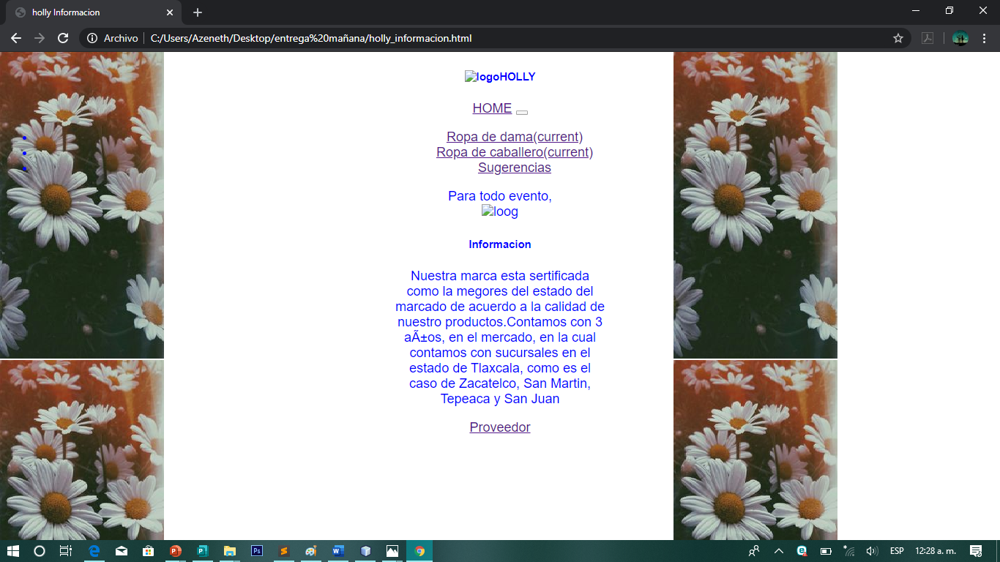 holly Informacion
Archivo
C:/Users/Azeneth/Desktop/entrega%20mañana/holly_informacion.html
logoHOLLY
HOME
Ropa de dama(current)
Ropa de caballero(current)
Sugerencias
Para todo evento,
loog
Informacion
Nuestra marca esta sertificada
como la megores del estado del
marcado de acuerdo a la calidad de
nuestro productos.Contamos con 3
aÃ±os, en el mercado, en la cual
contamos con sucursales en el
estado de Tlaxcala, como es el
caso de Zacatelco, San Martin,
Tepeaca y San Juan
Proveedor
ESP
12:28 a. m.